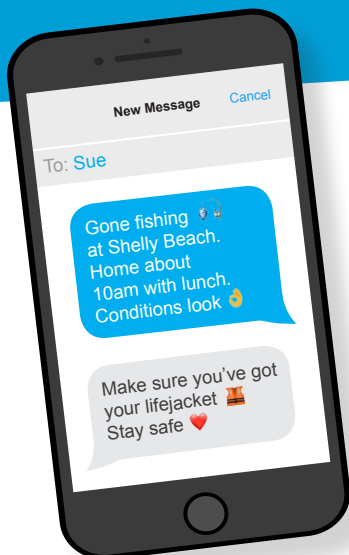 New Message Cancel
To: Sue
Gone fishing 🎣
at Shelly Beach.
Home about
10am with lunch.
Conditions look 👌
Make sure you’ve got
your lifejacket 🦺
Stay safe ❤️